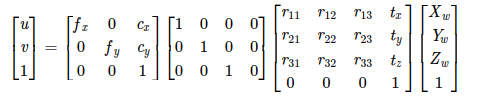 \begin{bmatrix} u \\ v \\ 1 \end{bmatrix} = \begin{bmatrix} f_x & 0 & c_x \\ 0 & f_y & c_y \\ 0 & 0 & 1 \end{bmatrix} \begin{bmatrix} 1 & 0 & 0 & 0 \\ 0 & 1 & 0 & 0 \\ 0 & 0 & 1 & 0 \end{bmatrix} \begin{bmatrix} r_{11} & r_{12} & r_{13} & t_x \\ r_{21} & r_{22} & r_{23} & t_y \\ r_{31} & r_{32} & r_{33} & t_z \\ 0 & 0 & 0 & 1 \end{bmatrix} \begin{bmatrix} X_w \\ Y_w \\ Z_w \\ 1 \end{bmatrix}